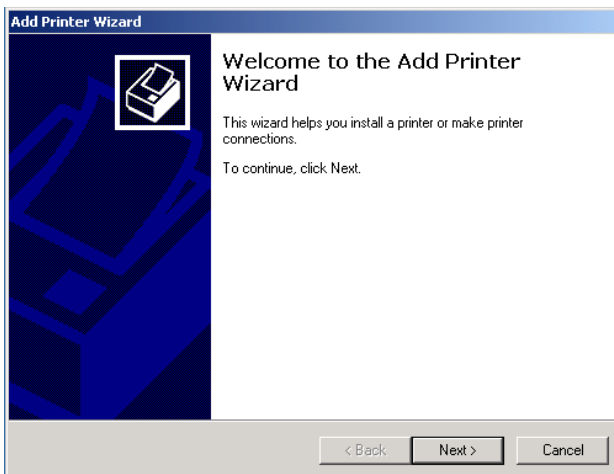 Add Printer Wizard
Welcome to the Add Printer
Wizard
This wizard helps you install a printer or make printer
connections.
To continue, click Next.
< Back
Next >
Cancel